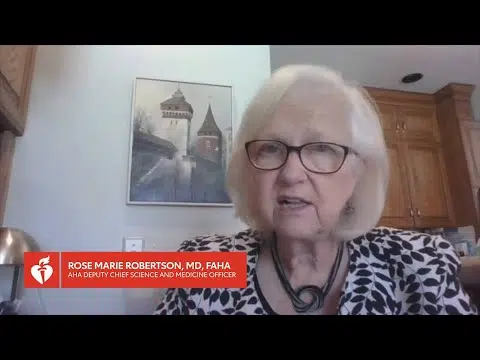 ROSE MARIE ROBERTSON, MD, FAHA
AHA DEPUTY CHIEF SCIENCE AND MEDICINE OFFICER